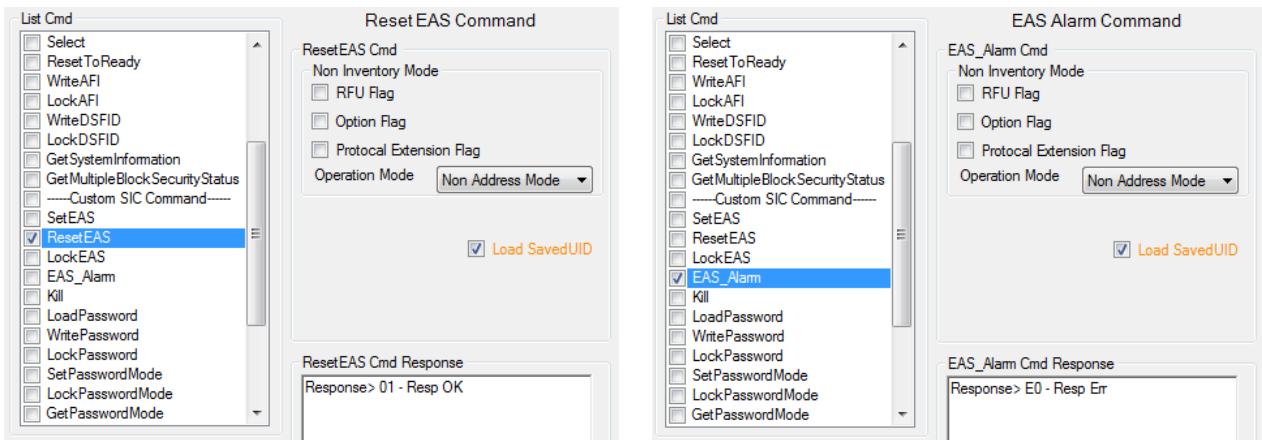 List Cmd
Select
ResetToReady
WriteAFI
LockAFI
WriteDSFID
LockDSFID
GetSystemInformation
GetMultipleBlockSecurityStatus
------Custom SIC Command------
SetEAS
ResetEAS
LockEAS
EAS_Alarm
Kill
LoadPassword
WritePassword
LockPassword
SetPasswordMode
LockPasswordMode
GetPasswordMode
Reset EAS Command
ResetEAS Cmd
Non Inventory Mode
RFU Flag
Option Flag
Protocal Extension Flag
Operation Mode Non Address Mode
Load SavedUID
ResetEAS Cmd Response
Response> 01 - Resp OK
List Cmd
Select
ResetToReady
WriteAFI
LockAFI
WriteDSFID
LockDSFID
GetSystemInformation
GetMultipleBlockSecurityStatus
------Custom SIC Command------
SetEAS
ResetEAS
LockEAS
EAS_Alarm
Kill
LoadPassword
WritePassword
LockPassword
SetPasswordMode
LockPasswordMode
GetPasswordMode
EAS Alarm Command
EAS_Alarm Cmd
Non Inventory Mode
RFU Flag
Option Flag
Protocal Extension Flag
Operation Mode Non Address Mode
Load SavedUID
EAS_Alarm Cmd Response
Response> E0 - Resp Err